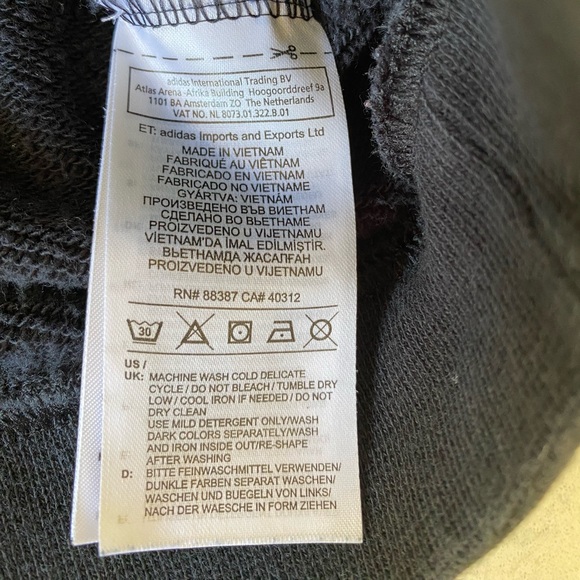 adidas International Trading BV
Atlas Arena -Afrika Building Hoogoorddreef 9a
1101 BA Amsterdam ZO The Netherlands
VAT NO. NL 8073.01.322.B.01
ET: adidas Imports and Exports Ltd
MADE IN VIETNAM
FABRIQUÉ AU VIÊTNAM
FABRICADO EN VIETNAM
FABRICADO NO VIETNAME
GYÁRTVA: VIETNÁM
ПРОИЗВЕДЕНО ВЪВ ВИЕТНАМ
СДЕЛАНО ВО ВЬЕТНАМЕ
PROIZVEDENO U VIJETNAMU
VİETNAM'DA İMAL EDİLMİŞTİR.
ВЬЕТНАМДА ЖАСАЛҒАН
PROIZVEDENO U VIJETNAMU
RN# 88387 CA# 40312
30
US /
UK: MACHINE WASH COLD DELICATE
CYCLE / DO NOT BLEACH / TUMBLE DRY
LOW / COOL IRON IF NEEDED / DO NOT
DRY CLEAN
USE MILD DETERGENT ONLY/WASH
DARK COLORS SEPARATELY/WASH
AND IRON INSIDE OUT/RE-SHAPE
AFTER WASHING
D: BITTE FEINWASCHMITTEL VERWENDEN/
DUNKLE FARBEN SEPARAT WASCHEN/
WASCHEN UND BUEGELN VON LINKS/
NACH DER WAESCHE IN FORM ZIEHEN